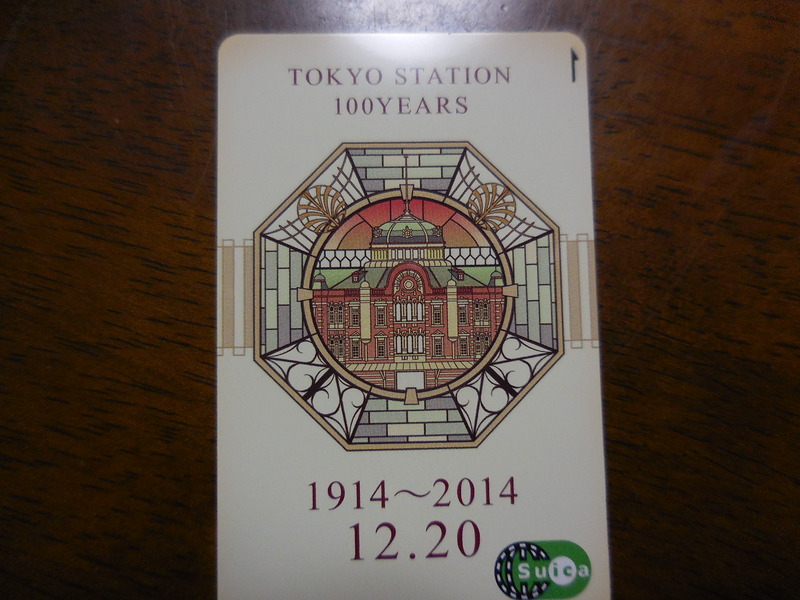 TOKYO STATION
100YEARS
1914～2014
12.20
Suica